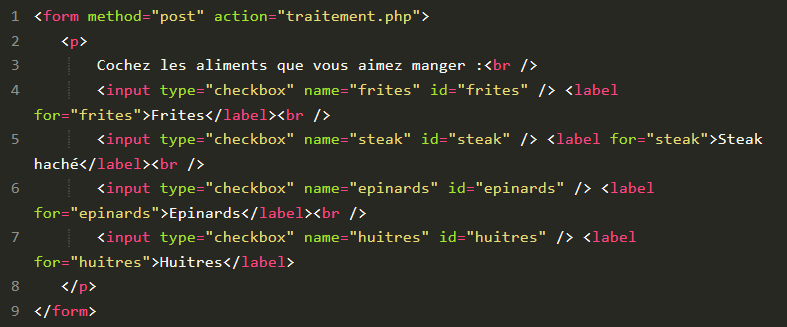 1 <form method="post" action="traitement.php">
2 <p>
3 Cochez les aliments que vous aimez manger :<br />
4 <input type="checkbox" name="frites" id="frites" /> <label
for="frites">Frites</label><br />
5 <input type="checkbox" name="steak" id="steak" /> <label for="steak">Steak
haché</label><br />
6 <input type="checkbox" name="epinards" id="epinards" /> <label
for="epinards">Epinards</label><br />
7 <input type="checkbox" name="huitres" id="huitres" /> <label
for="huitres">Huitres</label>
8 </p>
9 </form>